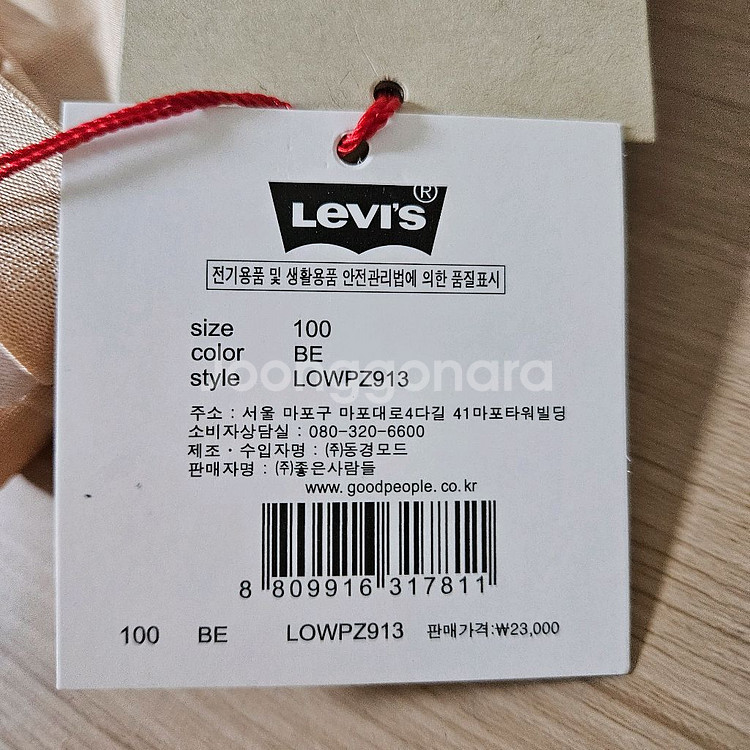 LEVI'S ®
전기용품 및 생활용품 안전관리법에 의한 품질표시
size 100
color BE
style LOWPZ913
joonggonara
주소 : 서울 마포구 마포대로4다길 41마포타워빌딩
소비자상담실 : 080-320-6600
제조 · 수입자명 : ㈜동경모드
판매자명 : ㈜좋은사람들
www.goodpeople.co.kr
8 809916 317811
100 BE LOWPZ913 판매가격:₩23,000